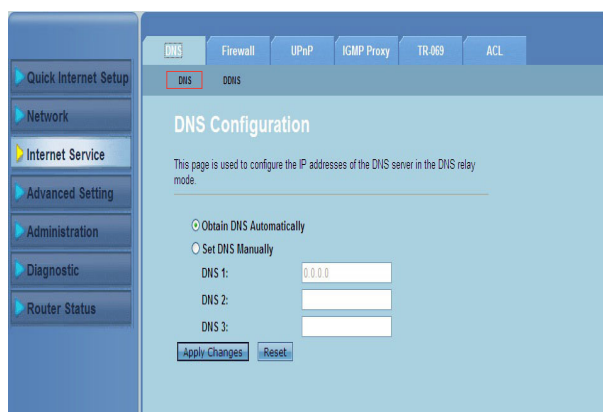 DNS Firewall UPnP IGMP Proxy TR-069 ACL
DNS DDNS
Quick Internet Setup
Network
Internet Service
Advanced Setting
Administration
Diagnostic
Router Status
DNS Configuration
This page is used to configure the IP addresses of the DNS server in the DNS relay
mode.
Obtain DNS Automatically
Set DNS Manually
DNS 1: 0.0.0.0
DNS 2:
DNS 3:
Apply Changes Reset